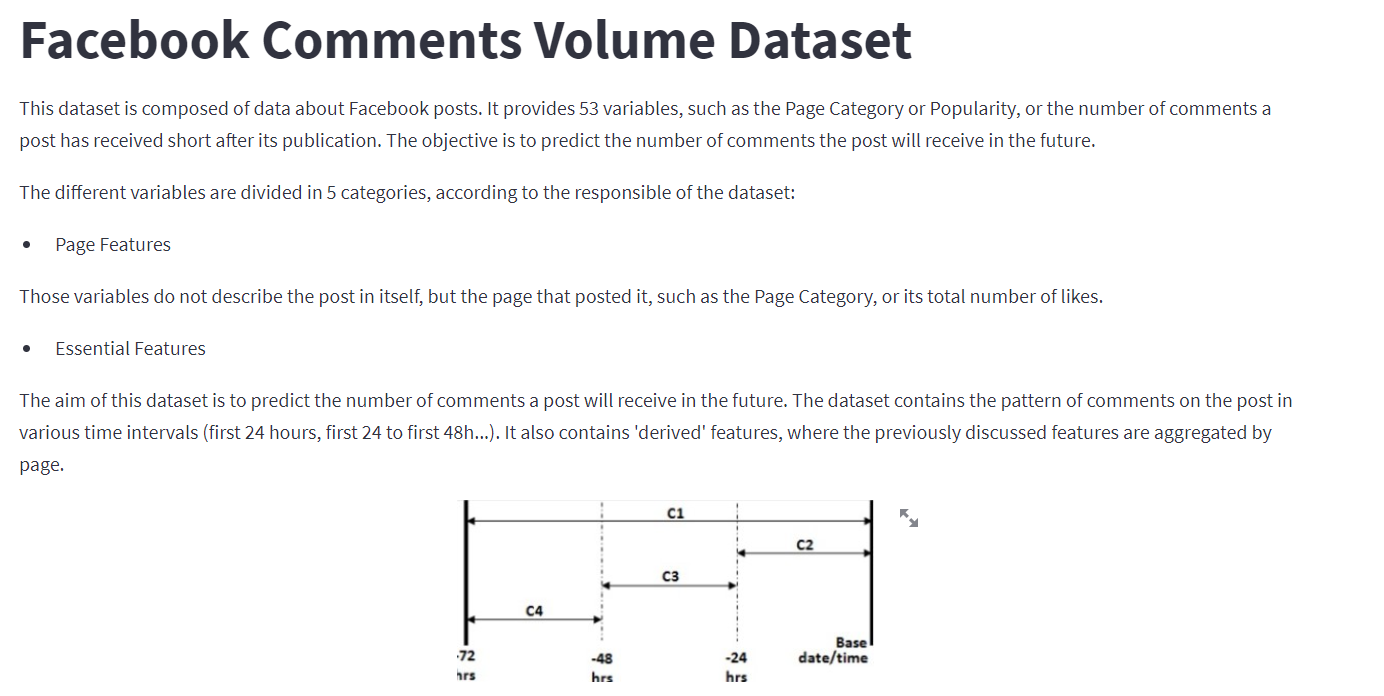 Facebook Comments Volume Dataset
This dataset is composed of data about Facebook posts. It provides 53 variables, such as the Page Category or Popularity, or the number of comments a
post has received short after its publication. The objective is to predict the number of comments the post will receive in the future.
The different variables are divided in 5 categories, according to the responsible of the dataset:
• Page Features
Those variables do not describe the post in itself, but the page that posted it, such as the Page Category, or its total number of likes.
• Essential Features
The aim of this dataset is to predict the number of comments a post will receive in the future. The dataset contains the pattern of comments on the post in
various time intervals (first 24 hours, first 24 to first 48h...). It also contains 'derived' features, where the previously discussed features are aggregated by
page.
C1
C2
C3
C4
Base
date/time
-72 -48 -24
hrs hrs hrs